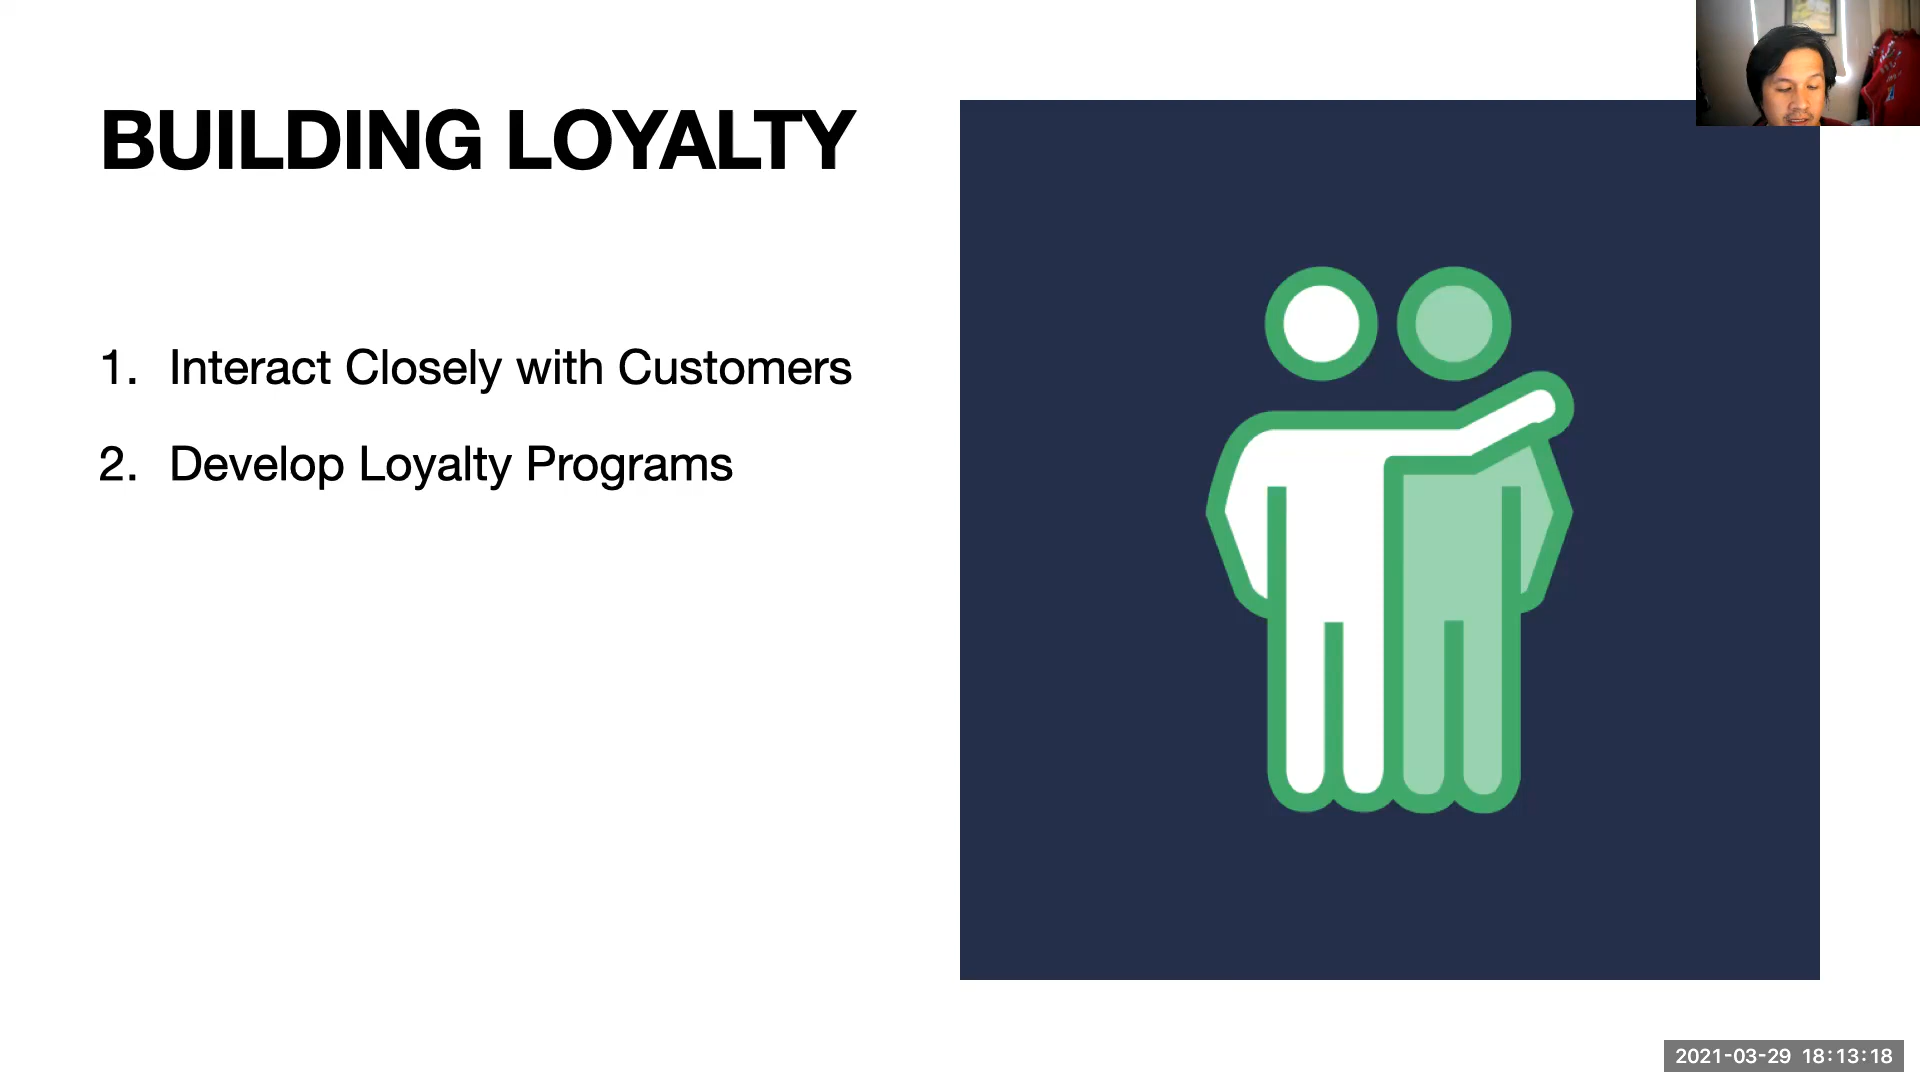 BUILDING LOYALTY
1. Interact Closely with Customers
2. Develop Loyalty Programs
2021-03-29 18:13:18